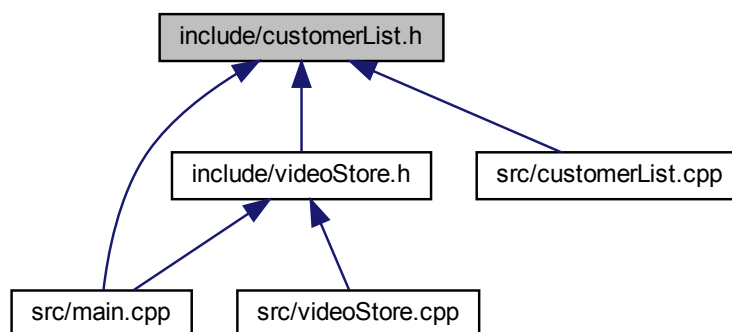 include/customerList.h
include/videoStore.h
src/customerList.cpp
src/main.cpp
src/videoStore.cpp